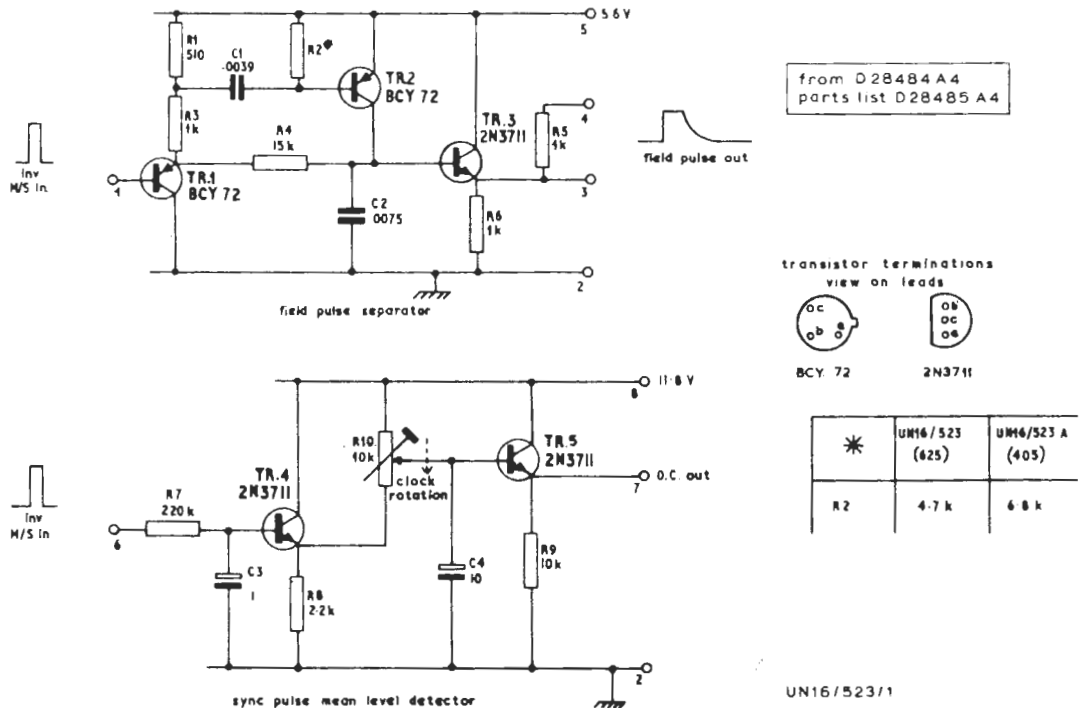 5.6V
5
R1
510
C1
.0039
R2
TR.2
BCY 72
R3
1k
R4
15k
TR.3
2N3711
4
R5
1k
inv
M/S in.
1
TR.1
BCY 72
C2
.0075
R6
1k
3
2
field pulse separator
field pulse out
from D28484 A4
parts list D28485 A4
transistor terminations
view on leads
c
b
e
BCY 72
b
c
e
2N3711
11.8 V
8
R10
10k
clock
rotation
TR.5
2N3711
D.C. out
7
R7
220k
TR.4
2N3711
inv
M/S in
6
C3
1
R8
2.2k
C4
10
R9
10k
2
sync pulse mean level detector
* UN16/523 (625) UN16/523 A (405)
R2 4.7 k 6.8 k
UN16/523/1